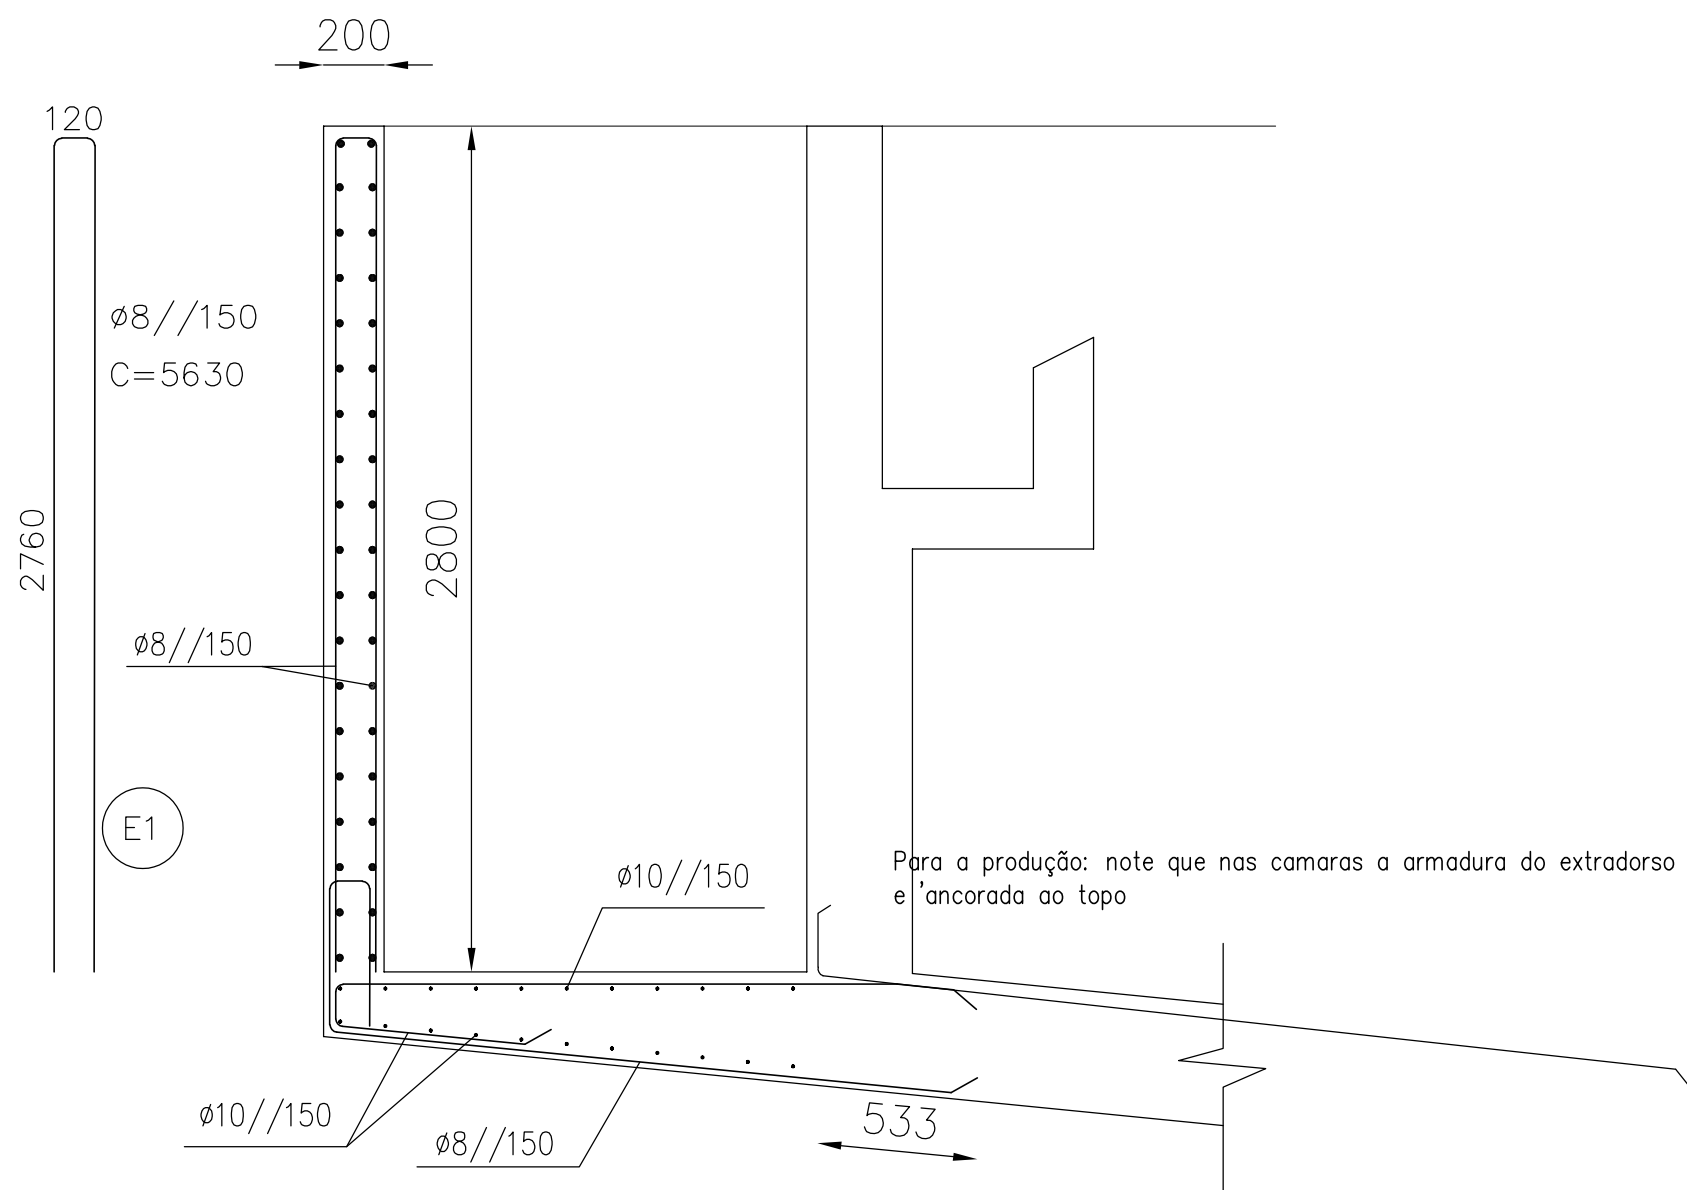 200
120
ø8//150
C=5630
2760
2800
ø8//150
E1
ø10//150
Para a produção: note que nas camaras a armadura do extradorso
e 'ancorada ao topo
ø10//150
ø8//150
533